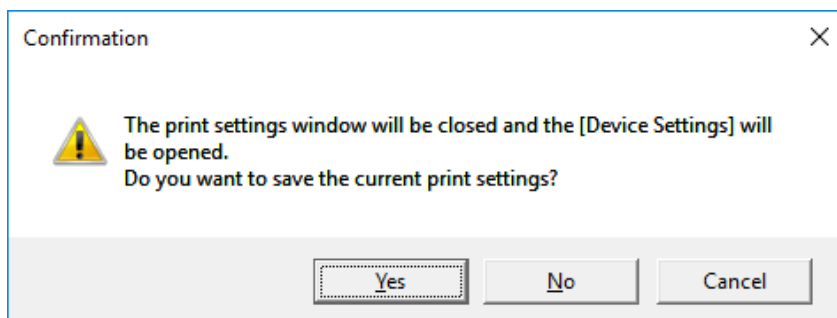 Confirmation
The print settings window will be closed and the [Device Settings] will
be opened.
Do you want to save the current print settings?
Yes
No
Cancel